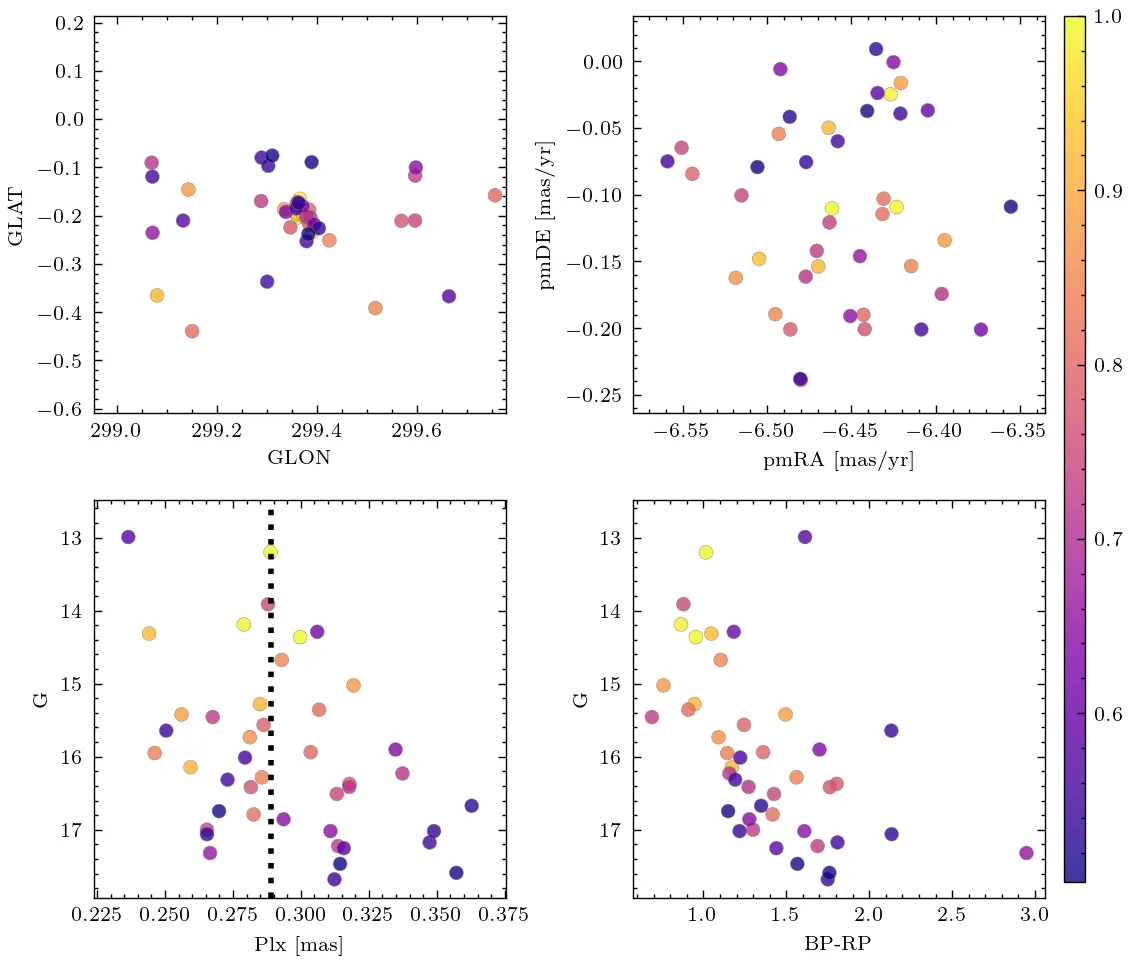 0.2
0.1
0.0
−0.1
−0.2
−0.3
−0.4
−0.5
−0.6
GLAT
299.0 299.2 299.4 299.6
GLON
0.00
−0.05
−0.10
−0.15
−0.20
−0.25
pmDE [mas/yr]
−6.55 −6.50 −6.45 −6.40 −6.35
pmRA [mas/yr]
1.0
0.9
0.8
0.7
0.6
13
14
15
16
17
G
0.225 0.250 0.275 0.300 0.325 0.350 0.375
Plx [mas]
13
14
15
16
17
G
1.0 1.5 2.0 2.5 3.0
BP-RP